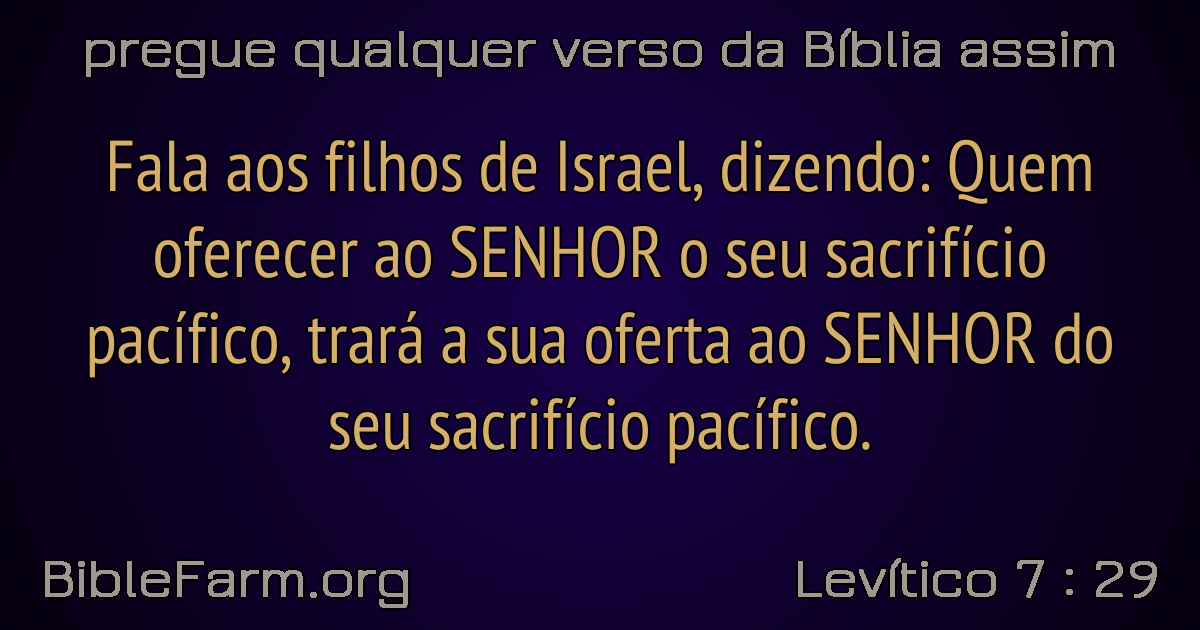 pregue qualquer verso da Bíblia assim
Fala aos filhos de Israel, dizendo: Quem
oferecer ao SENHOR o seu sacrifício
pacífico, trará a sua oferta ao SENHOR do
seu sacrifício pacífico.
BibleFarm.org
Levítico 7 : 29